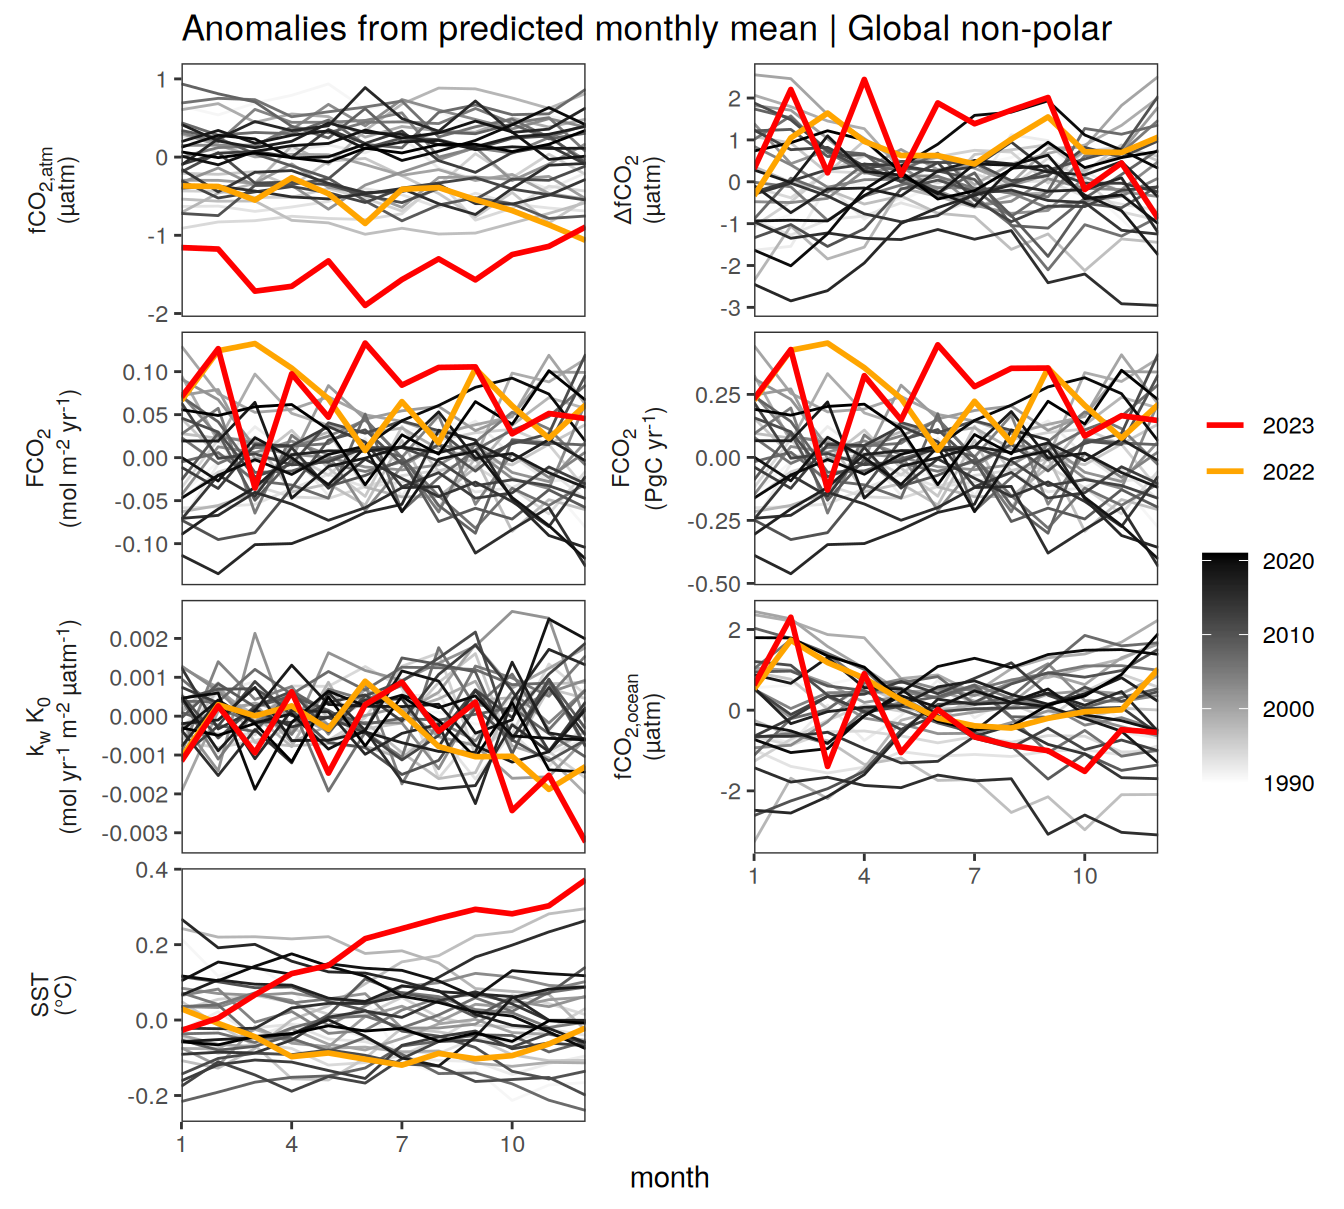 Anomalies from predicted monthly mean | Global non-polar
fCO2,atm
(µatm)
1
0
-1
-2
ΔfCO2
(µatm)
2
1
0
-1
-2
-3
FCO2
(mol m-2 yr-1)
0.10
0.05
0.00
-0.05
-0.10
FCO2
(PgC yr-1)
0.25
0.00
-0.25
-0.50
kw K0
(mol yr-1 m-2 µatm-1)
0.002
0.001
0.000
-0.001
-0.002
-0.003
fCO2,ocean
(µatm)
2
0
-2
1 4 7 10
SST
(°C)
0.4
0.2
0.0
-0.2
1 4 7 10
month
2023
2022
2020
2010
2000
1990